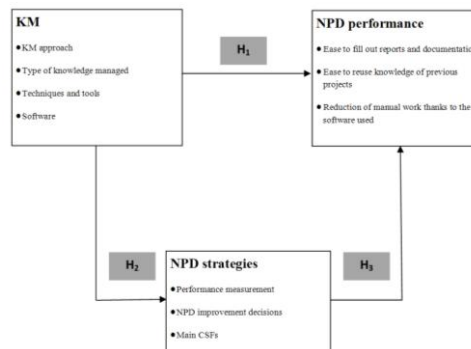 KM
●KM approach
●Type of knowledge managed
●Techniques and tools
●Software
H1
NPD performance
●Ease to fill out reports and documentatio
●Ease to reuse knowledge of previous
projects
●Reduction of manual work thanks to the
software used
H2
NPD strategies
●Performance measurement
●NPD improvement decisions
●Main CSFs
H3